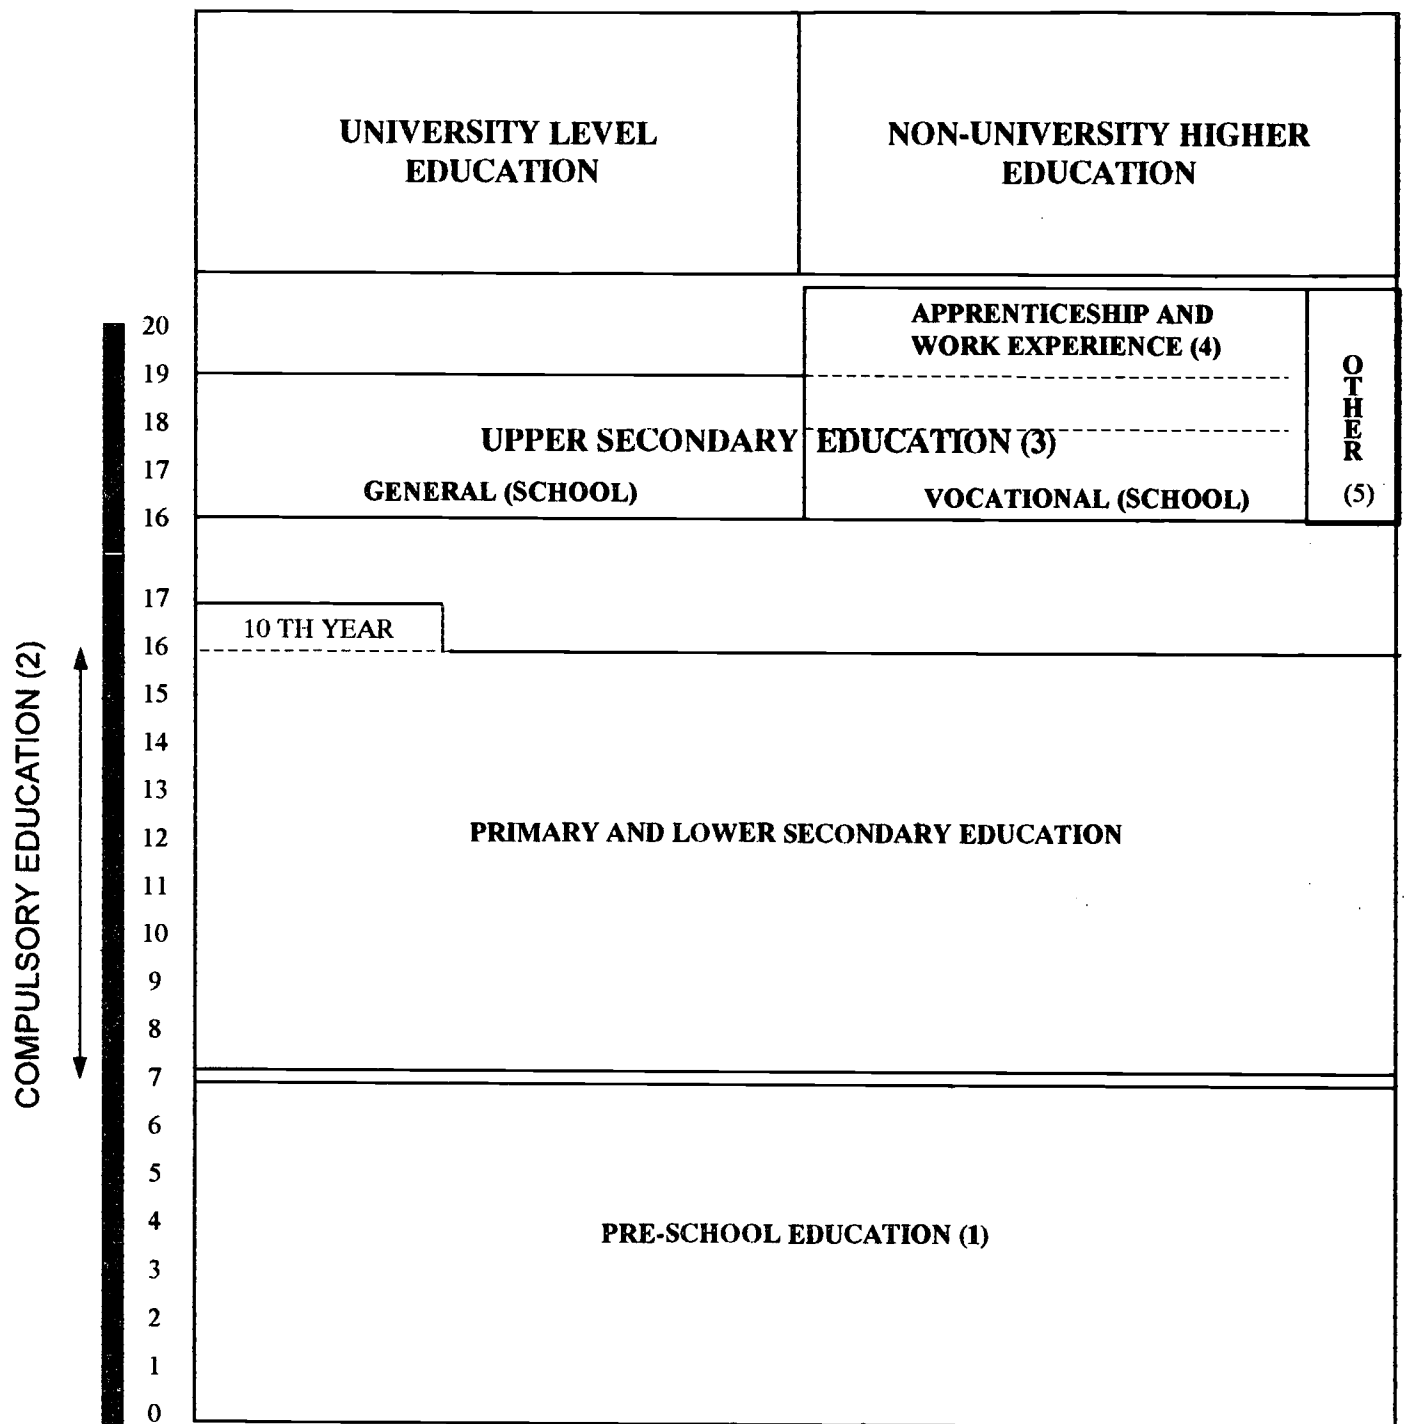 UNIVERSITY LEVEL
EDUCATION
NON-UNIVERSITY HIGHER
EDUCATION
APPRENTICESHIP AND
WORK EXPERIENCE (4)
OTHER
(5)
20
19
18
17
16
UPPER SECONDARY EDUCATION (3)
GENERAL (SCHOOL)
VOCATIONAL (SCHOOL)
17
16
15
14
13
12
11
10
9
8
7
6
5
4
3
2
1
0
10 TH YEAR
COMPULSORY EDUCATION (2)
PRIMARY AND LOWER SECONDARY EDUCATION
PRE-SCHOOL EDUCATION (1)